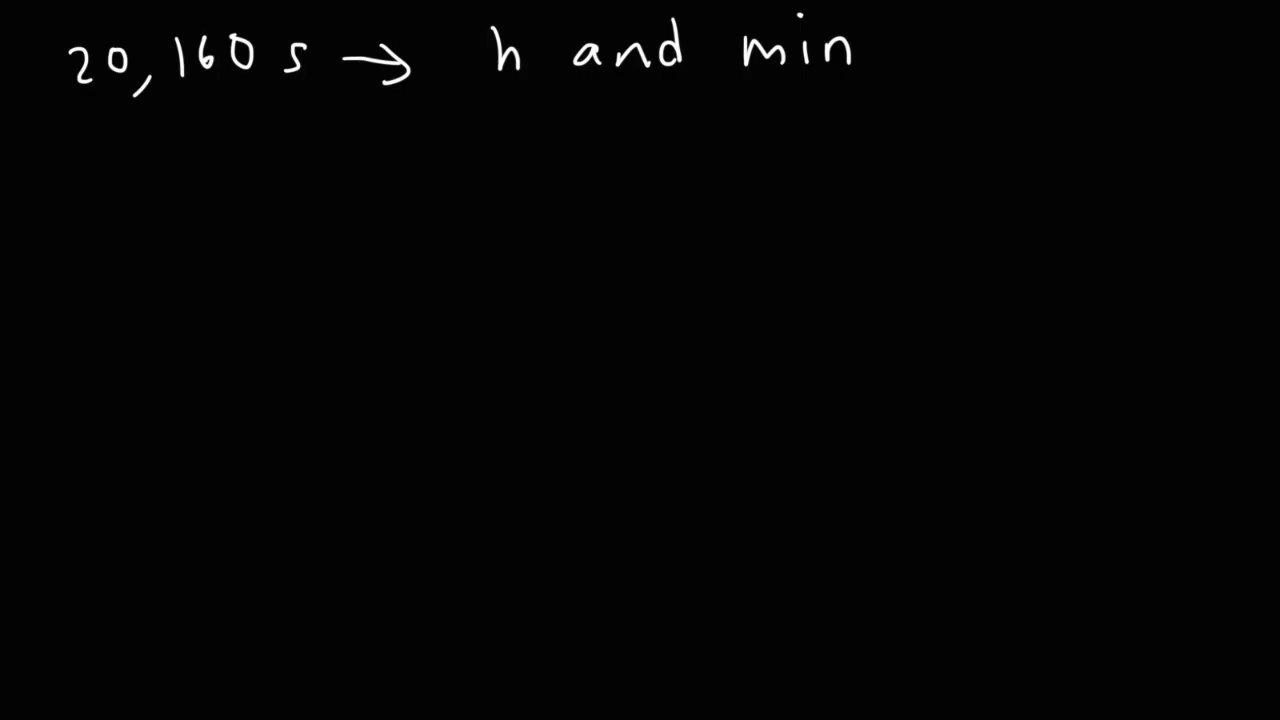 20,160 s → h and min